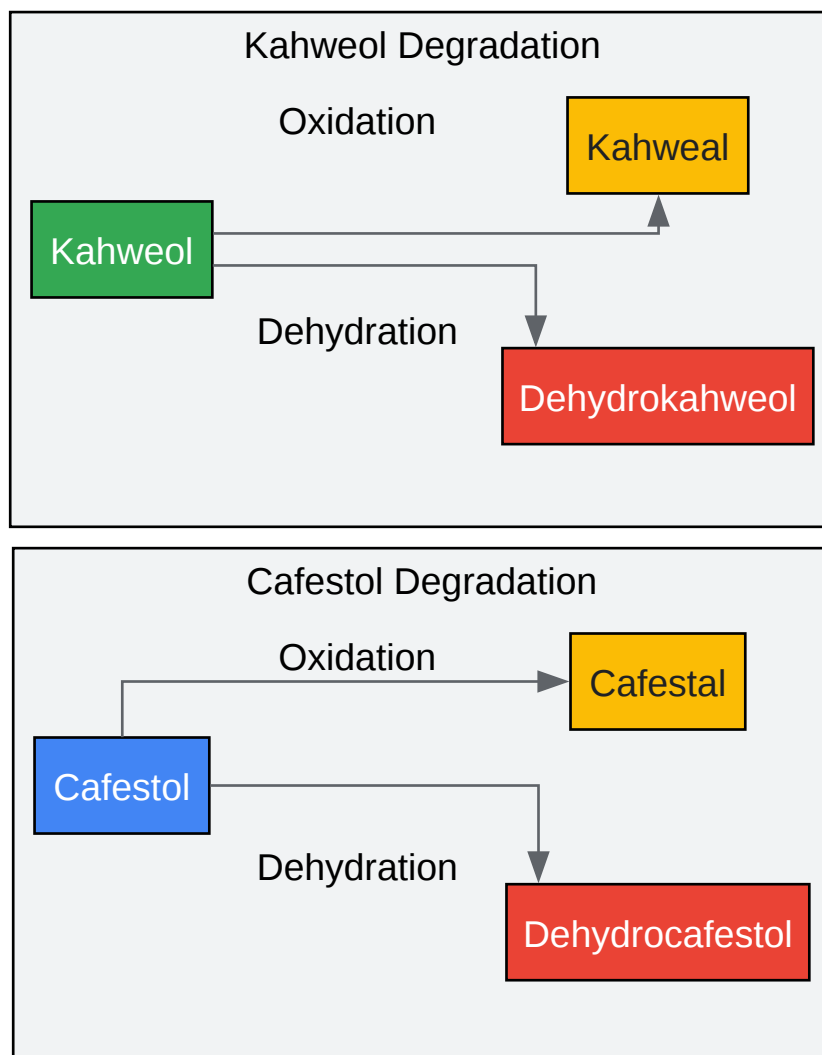 Kahweol Degradation
Oxidation
Kahweal
Kahweol
Dehydration
Dehydrokahweol
Cafestol Degradation
Oxidation
Cafestal
Cafestol
Dehydration
Dehydrocafestol